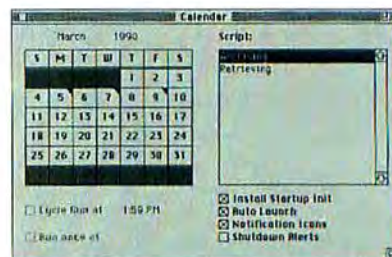 Calendar
March 1990
Script:
S M T W T F S
1 2 3
4 5 6 7 8 9 10
11 12 13 14 15 16 17
18 19 20 21 22 23 24
25 26 27 28 29 30 31
Retrieving
Cycle Run at 1:59 PM
Run once at
Install Startup Init
Auto Launch
Notification Icons
Shutdown Alerts